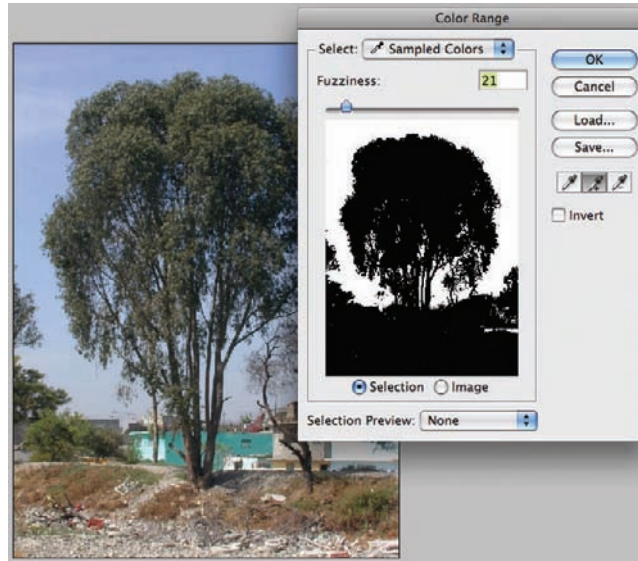 Color Range
Select: Sampled Colors
Fuzziness: 21
OK
Cancel
Load...
Save...
Invert
Selection Image
Selection Preview: None